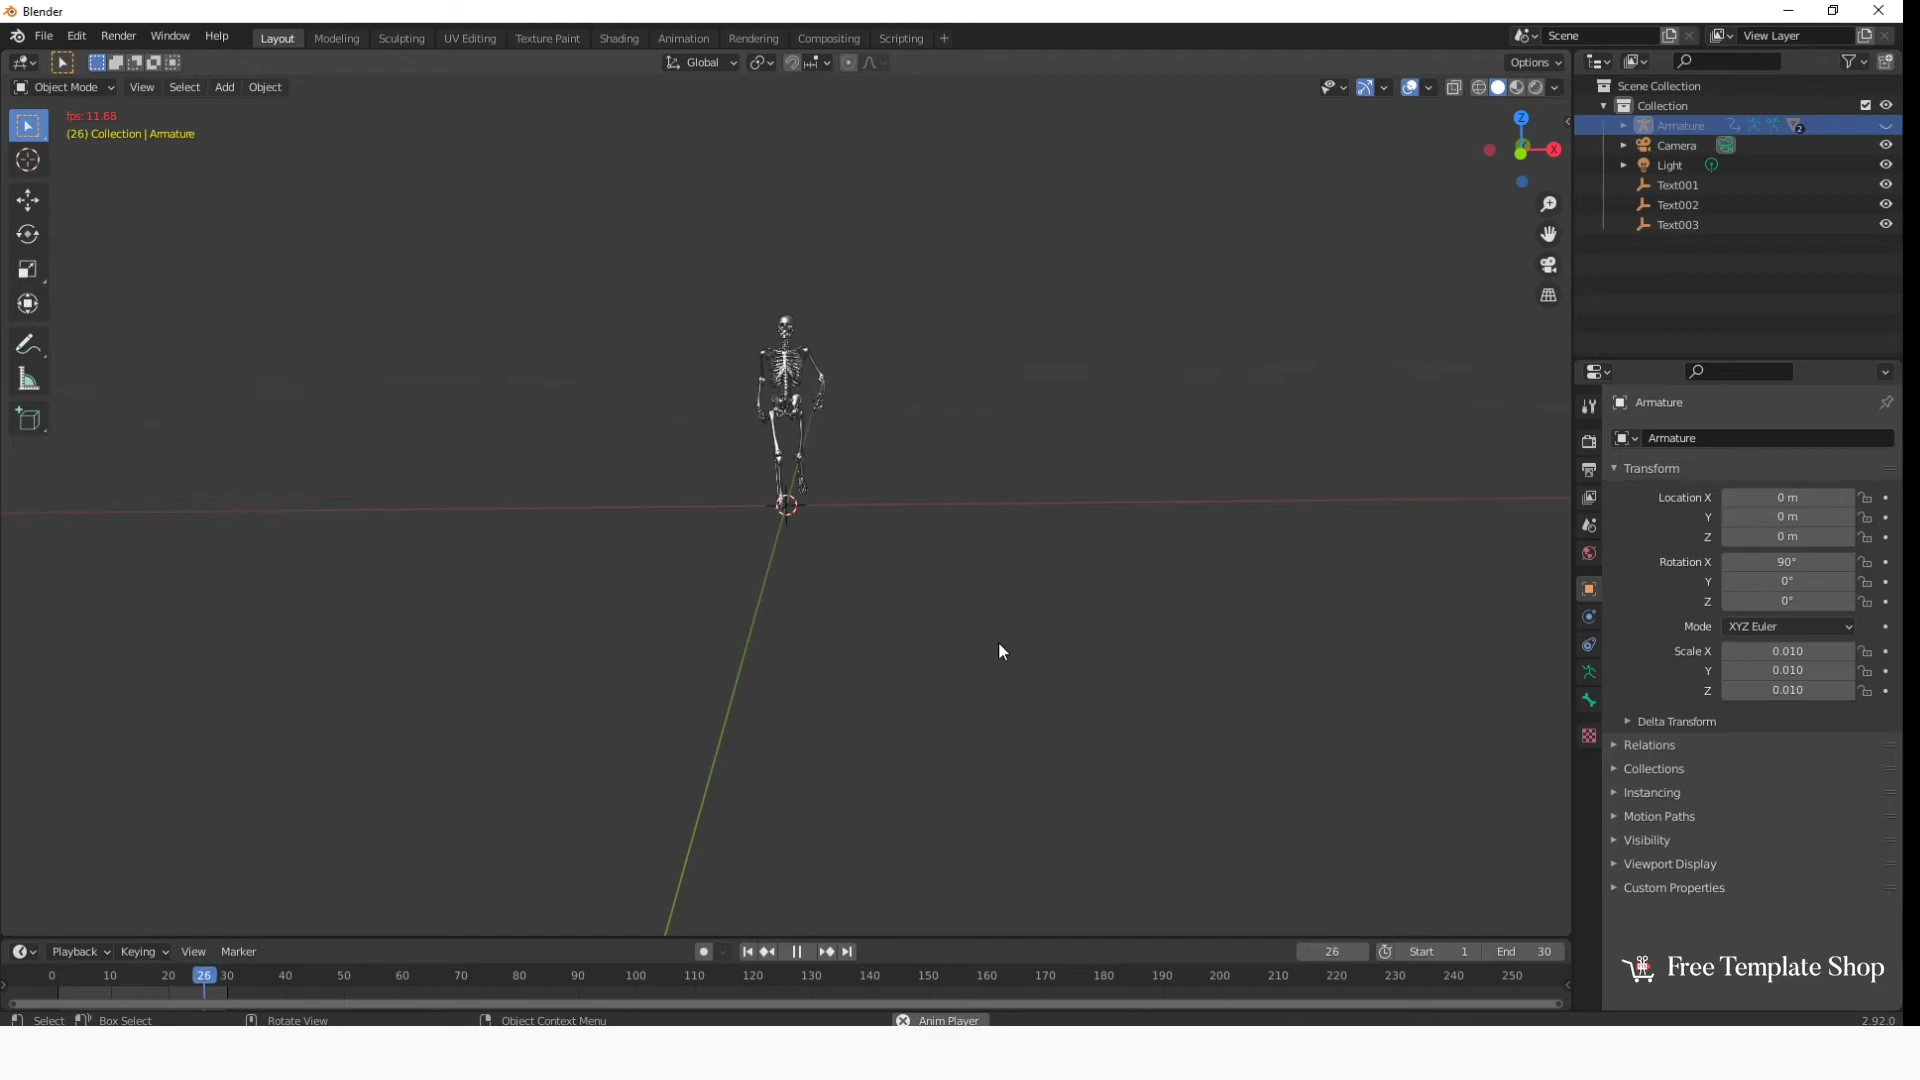 Blender
File Edit Render Window Help Layout Modeling Sculpting UV Editing Texture Paint Shading Animation Rendering Compositing Scripting + Scene View Layer
Global Options
Object Mode View Select Add Object
fps: 11.68
(26) Collection | Armature
Z
X
Scene Collection
Collection
Armature 2
Camera
Light
Text001
Text002
Text003
Armature
Armature
Transform
Location X 0 m
Y 0 m
Z 0 m
Rotation X 90°
Y 0°
Z 0°
Mode XYZ Euler
Scale X 0.010
Y 0.010
Z 0.010
Delta Transform
Relations
Collections
Instancing
Motion Paths
Visibility
Viewport Display
Custom Properties
Playback Keying View Marker 26 Start 1 End 30
0 10 20 26 30 40 50 60 70 80 90 100 110 120 130 140 150 160 170 180 190 200 210 220 230 240 250
Free Template Shop
Select Box Select Rotate View Object Context Menu Anim Player 2.92.0